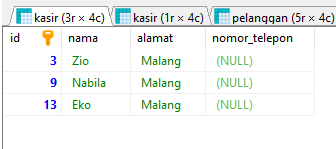 kasir (3r × 4c) kasir (1r × 4c) pelanggan (5r × 4c)
id nama alamat nomor_telepon
3 Zio Malang (NULL)
9 Nabila Malang (NULL)
13 Eko Malang (NULL)